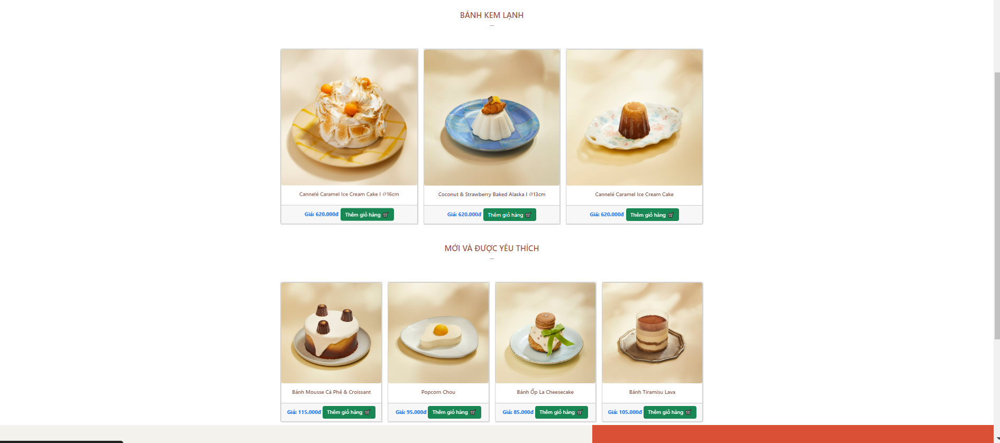 BÁNH KEM LẠNH
Cannelé Caramel Ice Cream Cake I ∅16cm
Coconut & Strawberry Baked Alaska I ∅13cm
Cannelé Caramel Ice Cream Cake
Giá: 620.000đ Thêm giỏ hàng 🛒
Giá: 620.000đ Thêm giỏ hàng 🛒
Giá: 620.000đ Thêm giỏ hàng 🛒
MỚI VÀ ĐƯỢC YÊU THÍCH
Bánh Mousse Cà Phê & Croissant
Popcorn Chou
Bánh Ốp La Cheesecake
Bánh Tiramisu Lava
Giá: 115.000đ Thêm giỏ hàng 🛒
Giá: 95.000đ Thêm giỏ hàng 🛒
Giá: 85.000đ Thêm giỏ hàng 🛒
Giá: 105.000đ Thêm giỏ hàng 🛒